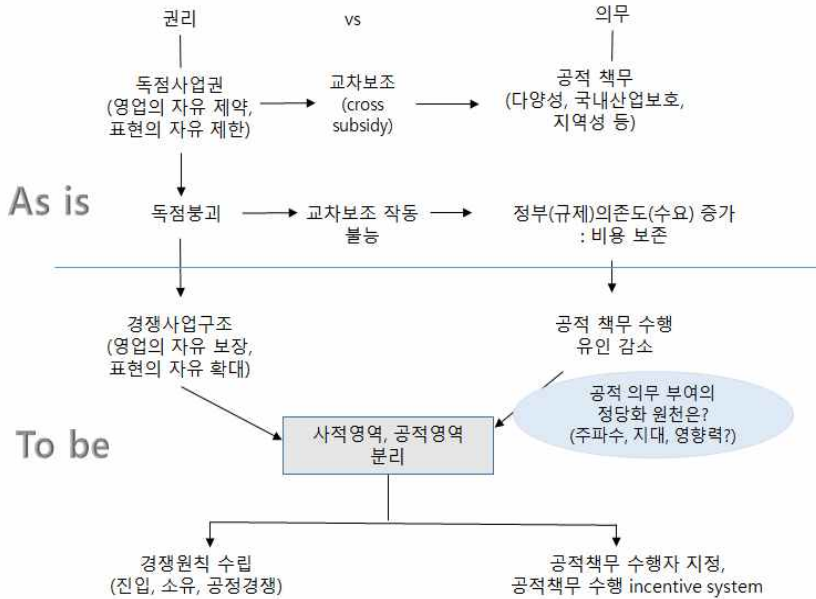 권리
vs
의무
독점사업권
(영업의 자유 제약,
표현의 자유 제한)
교차보조
(cross
subsidy)
공적 책무
(다양성, 국내산업보호,
지역성 등)
As is
독점붕괴
교차보조 작동
불능
정부(규제)의존도(수요) 증가
: 비용 보존
경쟁사업구조
(영업의 자유 보장,
표현의 자유 확대)
공적 책무 수행
유인 감소
공적 의무 부여의
정당화 원천은?
(주파수, 지대, 영향력?)
To be
사적영역, 공적영역
분리
경쟁원칙 수립
(진입, 소유, 공정경쟁)
공적책무 수행자 지정,
공적책무 수행 incentive system